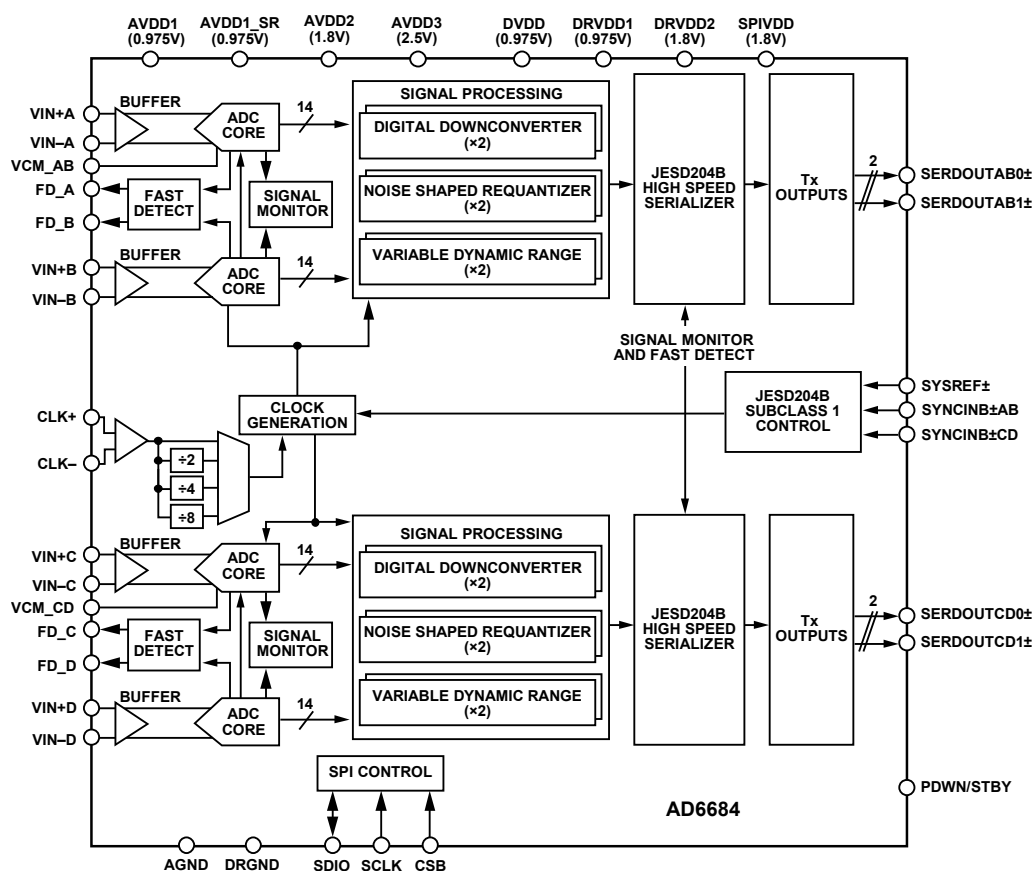 AVDD1
(0.975V)
AVDD1_SR
(0.975V)
AVDD2
(1.8V)
AVDD3
(2.5V)
DVDD
(0.975V)
DRVDD1
(0.975V)
DRVDD2
(1.8V)
SPIVDD
(1.8V)
VIN+A
VIN–A
VCM_AB
FD_A
FD_B
VIN+B
VIN–B
BUFFER
ADC
CORE
14
FAST
DETECT
SIGNAL
MONITOR
BUFFER
ADC
CORE
14
SIGNAL PROCESSING
DIGITAL DOWNCONVERTER
(×2)
NOISE SHAPED REQUANTIZER
(×2)
VARIABLE DYNAMIC RANGE
(×2)
JESD204B
HIGH SPEED
SERIALIZER
Tx
OUTPUTS
2
SERDOUTAB0±
SERDOUTAB1±
SIGNAL MONITOR
AND FAST DETECT
CLK+
CLK–
÷2
÷4
÷8
CLOCK
GENERATION
JESD204B
SUBCLASS 1
CONTROL
SYSREF±
SYNCINB±AB
SYNCINB±CD
VIN+C
VIN–C
VCM_CD
FD_C
FD_D
VIN+D
VIN–D
BUFFER
ADC
CORE
14
FAST
DETECT
SIGNAL
MONITOR
BUFFER
ADC
CORE
14
SIGNAL PROCESSING
DIGITAL DOWNCONVERTER
(×2)
NOISE SHAPED REQUANTIZER
(×2)
VARIABLE DYNAMIC RANGE
(×2)
JESD204B
HIGH SPEED
SERIALIZER
Tx
OUTPUTS
2
SERDOUTCD0±
SERDOUTCD1±
SPI CONTROL
AD6684
PDWN/STBY
AGND
DRGND
SDIO
SCLK
CSB